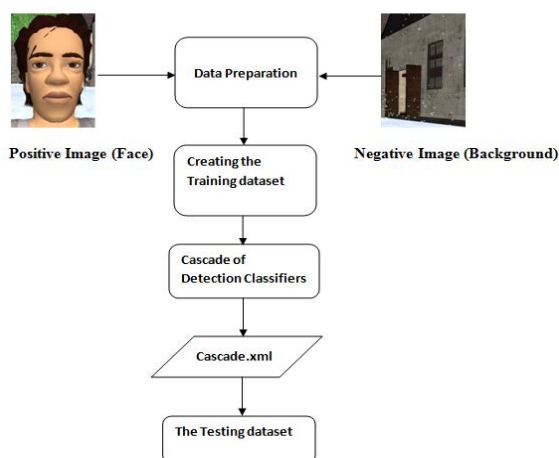 Data Preparation
Positive Image (Face)
Negative Image (Background)
Creating the
Training dataset
Cascade of
Detection Classifiers
Cascade.xml
The Testing dataset